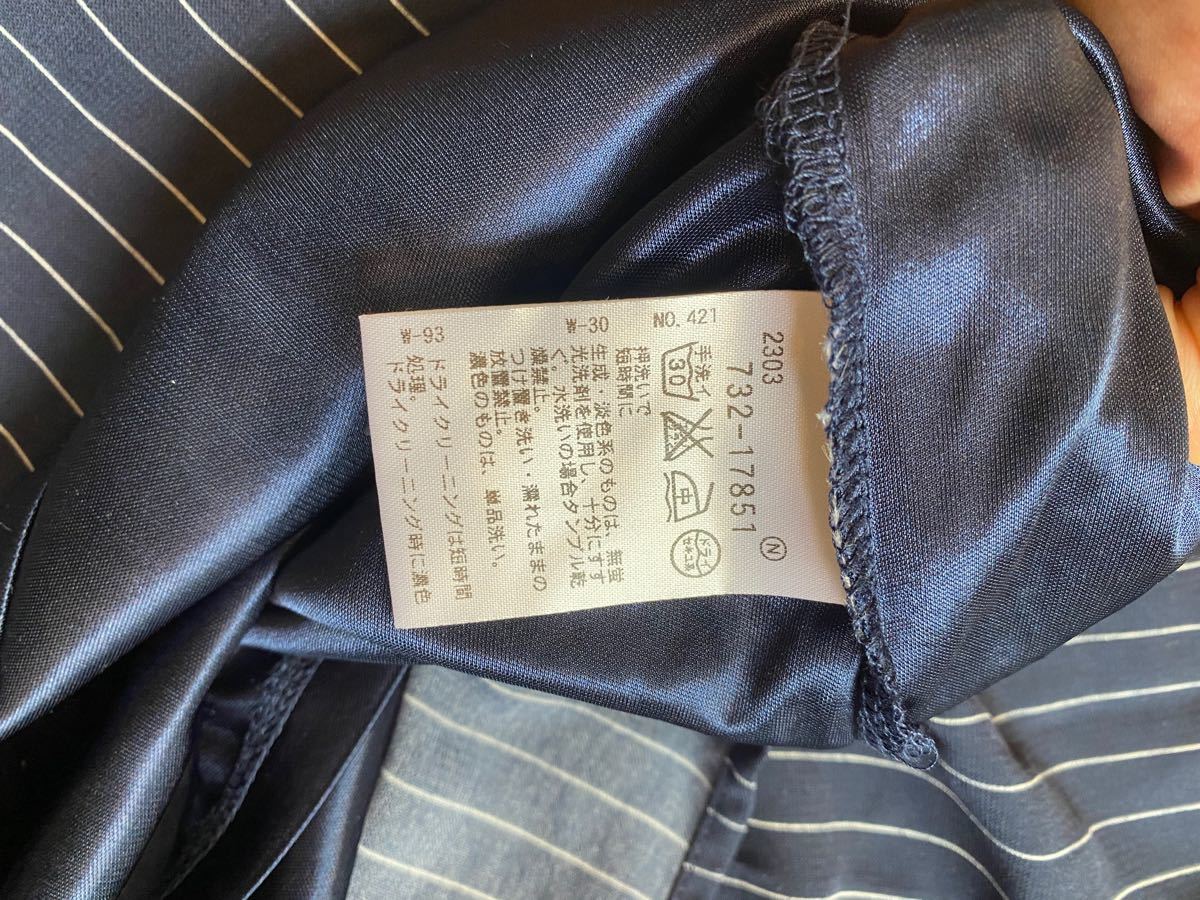 2303
732-17851
N
NO. 421
手洗イ
30
中
ドライ
セキユ系
押洗いで
短時間に
※-30
生成・淡色系のものは、無蛍
光洗剤を使用し、十分にすす
ぐ。水洗いの場合タンブル乾
燥禁止。
つけ置き洗い・濡れたままの
放置禁止。
濃色のものは、単品洗い。
※-93
ドライクリーニングは短時間
処理。
ドライクリーニング時に濃色